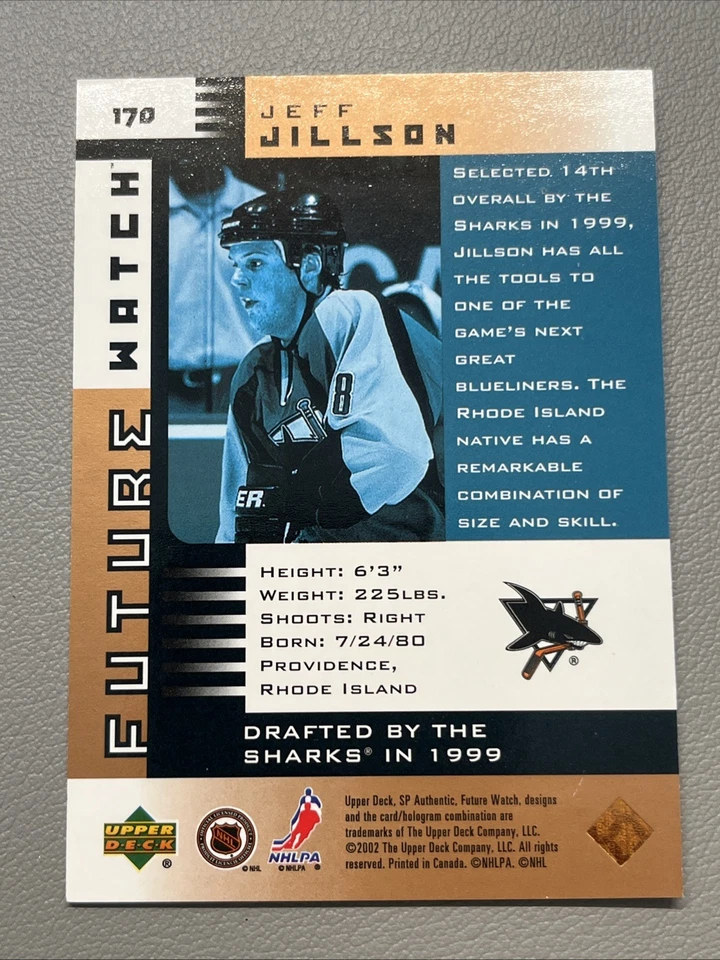 170
JEFF
JILLSON
FUTURE WATCH™
SELECTED 14TH
OVERALL BY THE
SHARKS IN 1999,
JILLSON HAS ALL
THE TOOLS TO
ONE OF THE
GAME'S NEXT
GREAT
BLUELINERS. THE
RHODE ISLAND
NATIVE HAS A
REMARKABLE
COMBINATION OF
SIZE AND SKILL.
8
ER.
HEIGHT: 6'3"
WEIGHT: 225LBS.
SHOOTS: RIGHT
BORN: 7/24/80
PROVIDENCE,
RHODE ISLAND
DRAFTED BY THE
SHARKS® IN 1999
UPPER
DECK
®
NHL
©NHL
NHLPA
©NHLPA ®
®
Upper Deck, SP Authentic, Future Watch, designs
and the card/hologram combination are
trademarks of The Upper Deck Company, LLC.
©2002 The Upper Deck Company, LLC. All rights
reserved. Printed in Canada. ©NHLPA. ©NHL